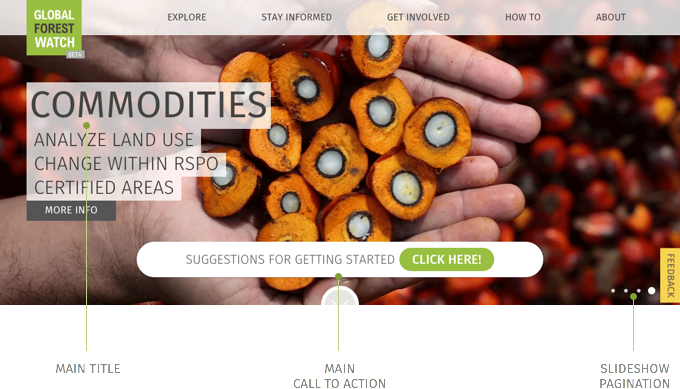 GLOBAL
FOREST
WATCH
BETA
EXPLORE STAY INFORMED GET INVOLVED HOW TO ABOUT
COMMODITIES
ANALYZE LAND USE
CHANGE WITHIN RSPO
CERTIFIED AREAS
MORE INFO
SUGGESTIONS FOR GETTING STARTED CLICK HERE!
FEEDBACK
MAIN TITLE
MAIN
CALL TO ACTION
SLIDESHOW
PAGINATION